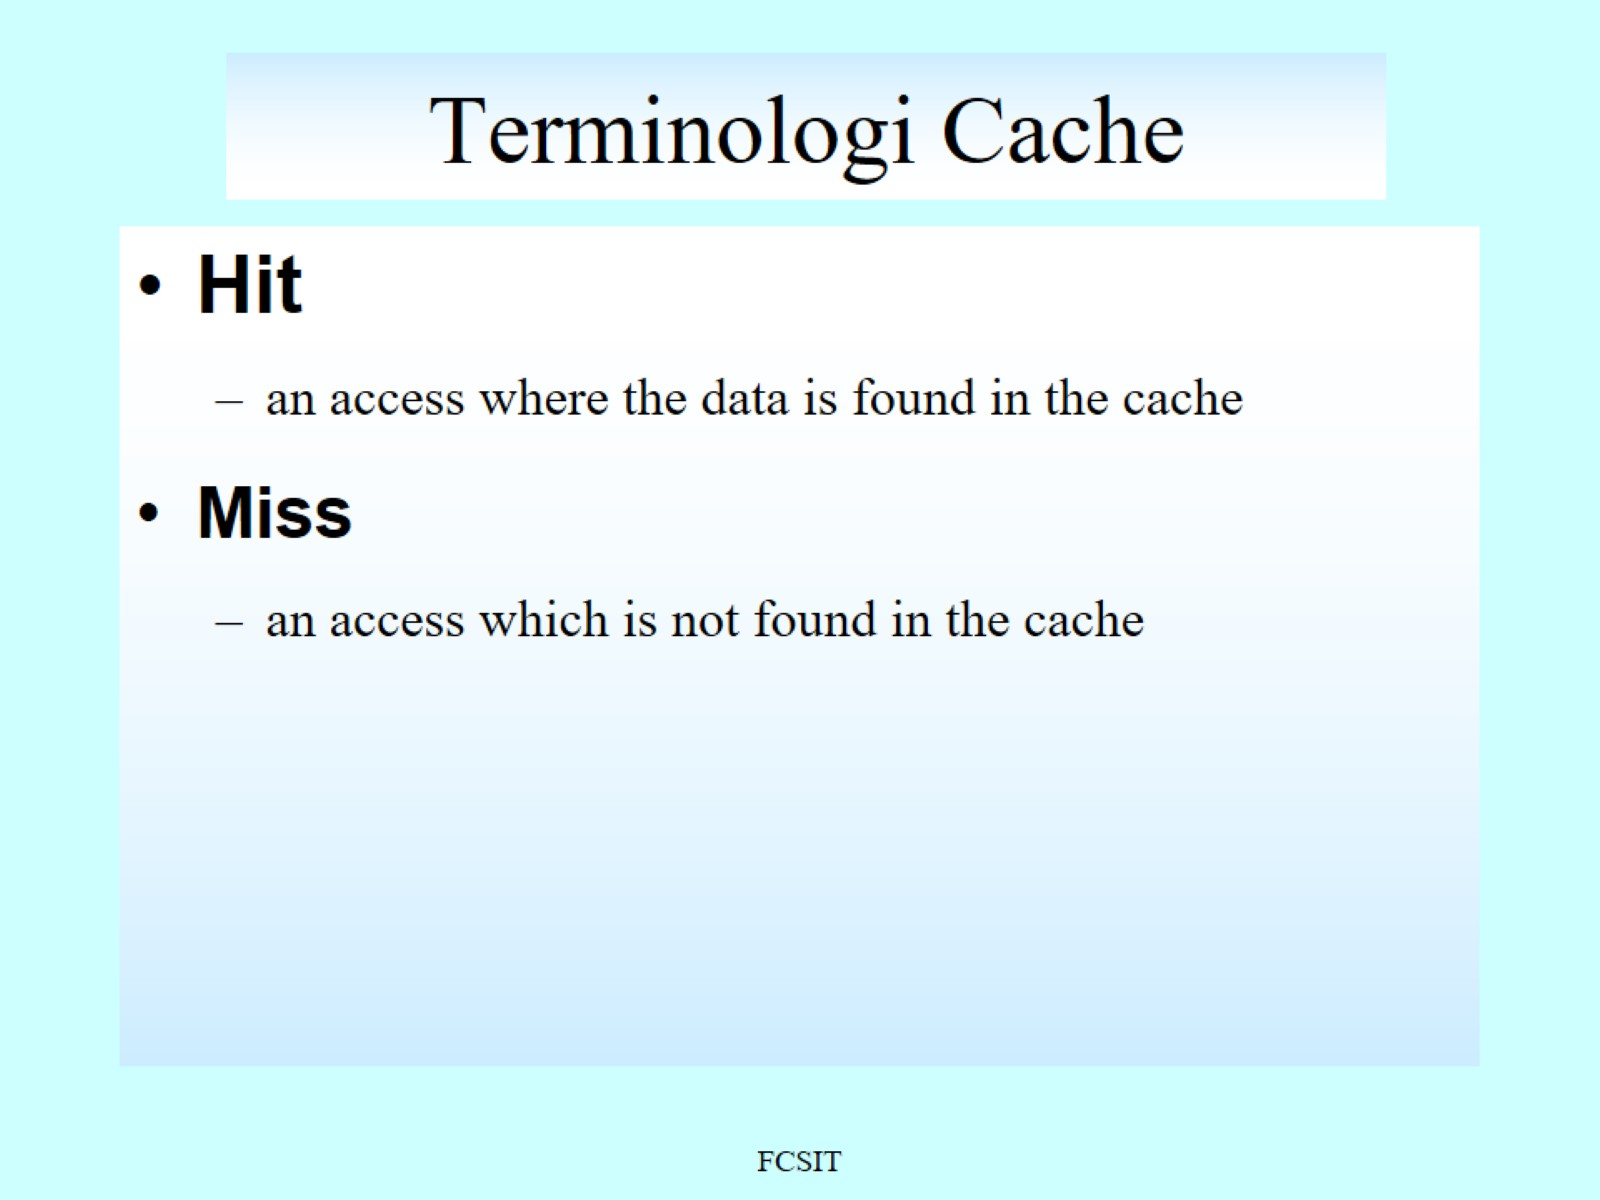 Terminologi Cache
• Hit
– an access where the data is found in the cache
• Miss
– an access which is not found in the cache
FCSIT